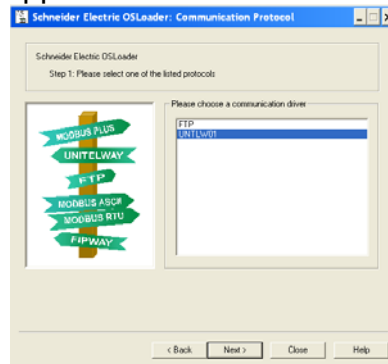 Schneider Electric OSLoader: Communication Protocol
Schneider Electric OSLoader
Step 1: Please select one of the listed protocols
Please choose a communication driver
FTP
UNTLW01
MODBUS PLUS
UNITELWAY
FTP
MODBUS ASCII
MODBUS RTU
FIPWAY
< Back
Next >
Close
Help